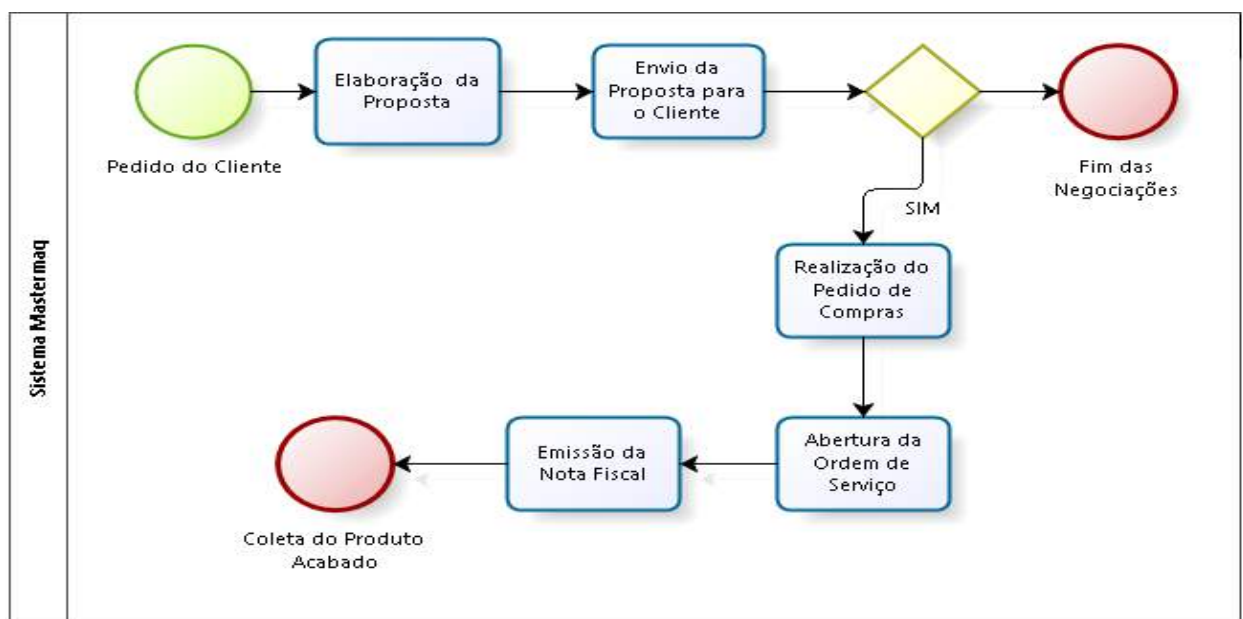 Sistema Mastermaq
Pedido do Cliente
Elaboração da
Proposta
Envio da
Proposta para
o Cliente
Fim das
Negociações
SIM
Realização do
Pedido de
Compras
Abertura da
Ordem de
Serviço
Emissão da
Nota Fiscal
Coleta do Produto
Acabado